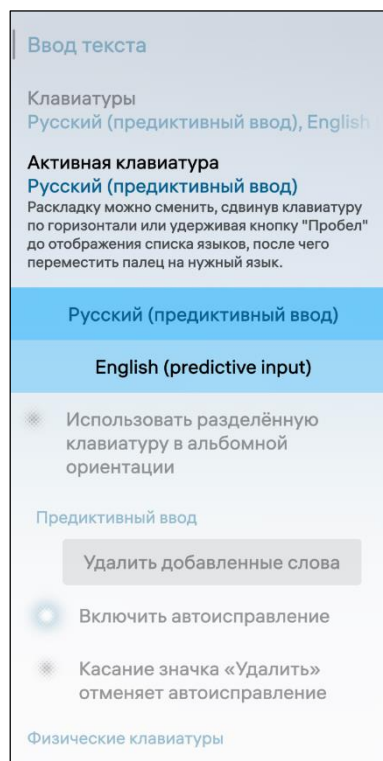 Ввод текста
Клавиатуры
Русский (предиктивный ввод), English
Активная клавиатура
Русский (предиктивный ввод)
Раскладку можно сменить, сдвинув клавиатуру
по горизонтали или удерживая кнопку "Пробел"
до отображения списка языков, после чего
переместить палец на нужный язык.
Русский (предиктивный ввод)
English (predictive input)
Использовать разделённую
клавиатуру в альбомной
ориентации
Предиктивный ввод
Удалить добавленные слова
Включить автоисправление
Касание значка «Удалить»
отменяет автоисправление
Физические клавиатуры